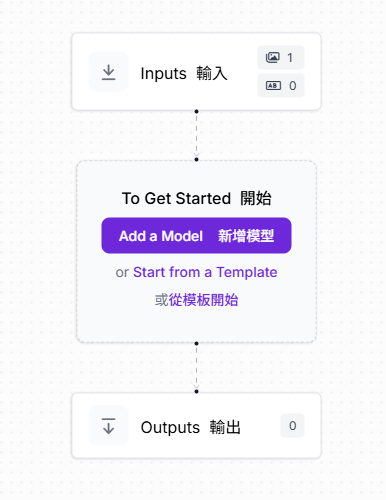 Inputs 輸入
1
AB 0
To Get Started 開始
Add a Model 新增模型
or Start from a Template
或從模板開始
Outputs 輸出
0